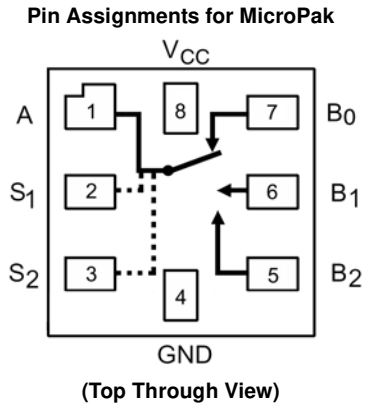 Pin Assignments for MicroPak
VCC
A 1 8 7 B0
S1 2 6 B1
S2 3 4 5 B2
GND
(Top Through View)